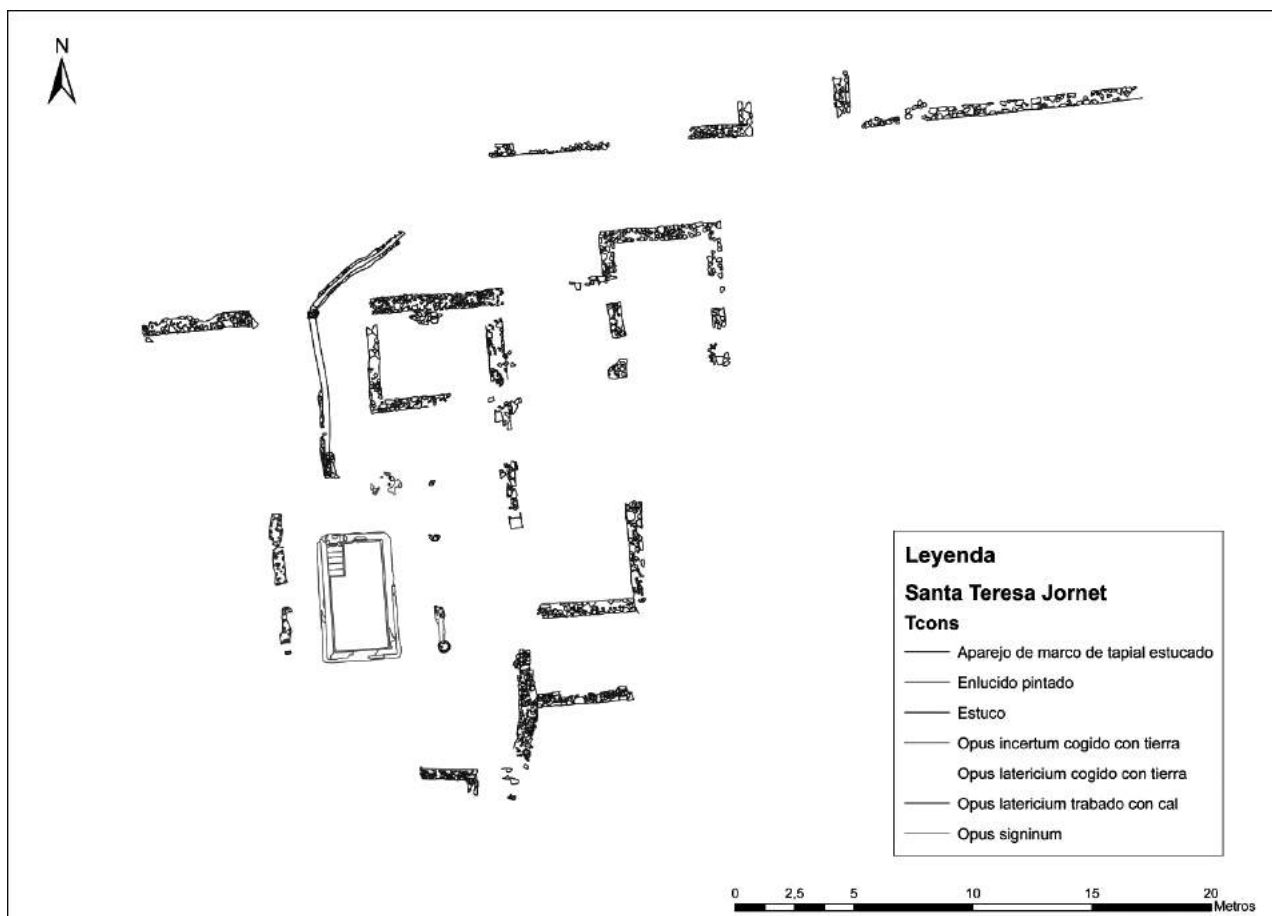 N
Leyenda
Santa Teresa Jornet
Tcons
Aparejo de marco de tapial estucado
Enlucido pintado
Estuco
Opus incertum cogido con tierra
Opus latericium cogido con tierra
Opus latericium trabado con cal
Opus signinum
0 2,5 5 10 15 20
Metros